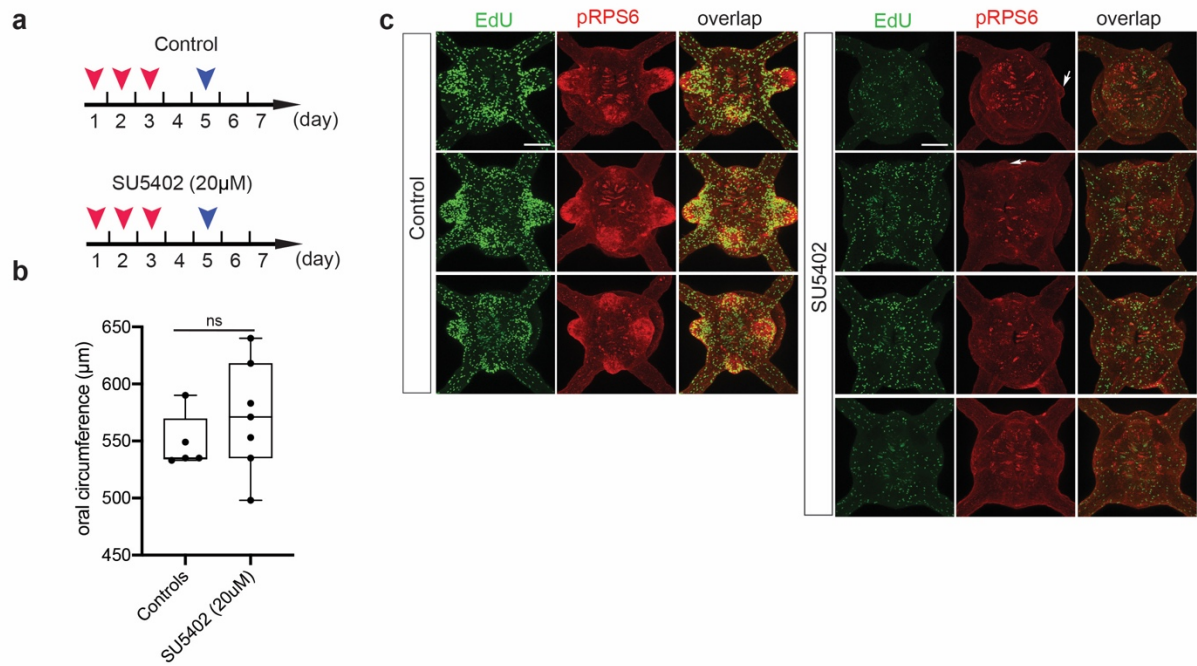 a
Control
1 2 3 4 5 6 7 (day)
SU5402 (20µM)
1 2 3 4 5 6 7 (day)
b
650
600
550
500
450
oral circumference (µm)
ns
Controls
SU5402 (20uM)
c
EdU pRPS6 overlap
Control
EdU pRPS6 overlap
SU5402